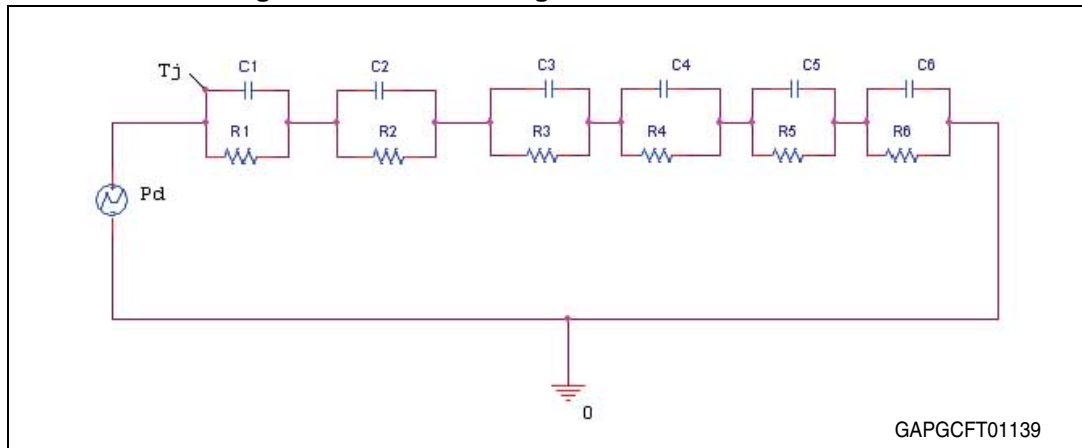 Tj
C1 C2 C3 C4 C5 C6
R1 R2 R3 R4 R5 R6
Pd
0
GAPGCFT01139